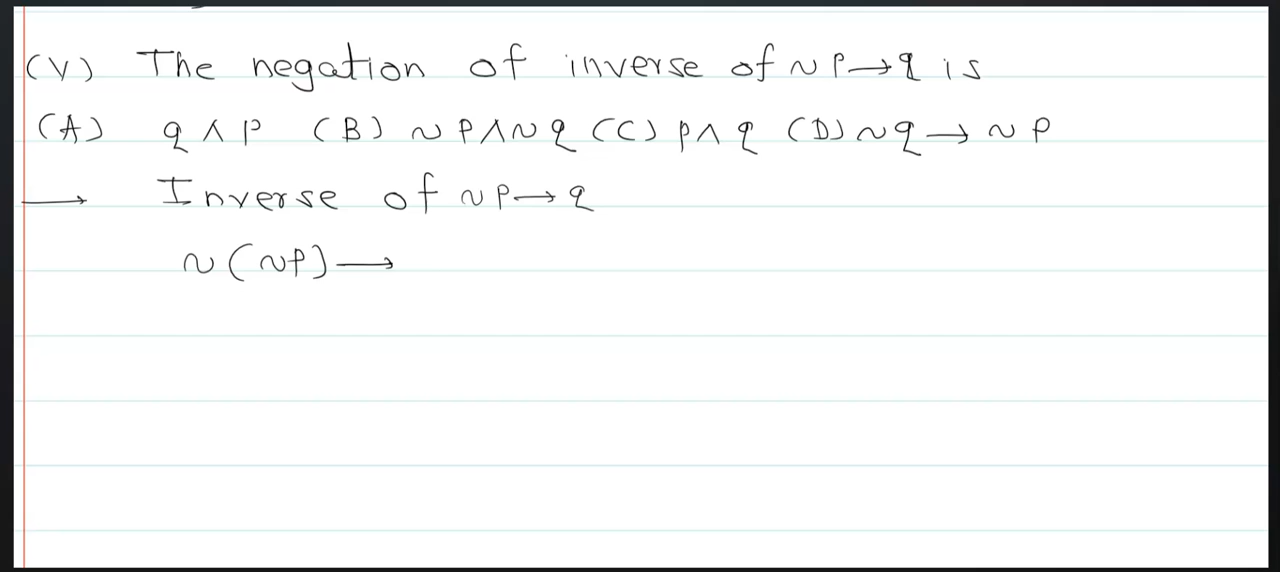 (V) The negation of inverse of ~p→q is
(A) q∧p (B) ~p∧~q (C) p∧q (D) ~q→~p
→ Inverse of ~p→q
~(~p)→